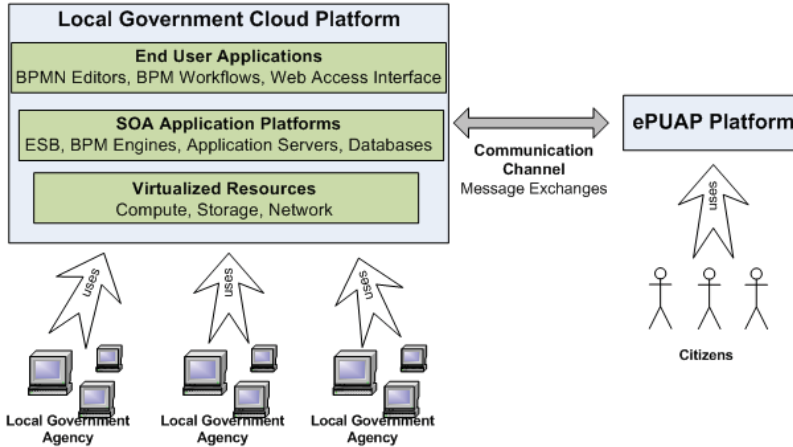 Local Government Cloud Platform
End User Applications
BPMN Editors, BPM Workflows, Web Access Interface
SOA Application Platforms
ESB, BPM Engines, Application Servers, Databases
Virtualized Resources
Compute, Storage, Network
Communication
Channel
Message Exchanges
ePUAP Platform
uses
uses
uses
uses
Citizens
Local Government
Agency
Local Government
Agency
Local Government
Agency